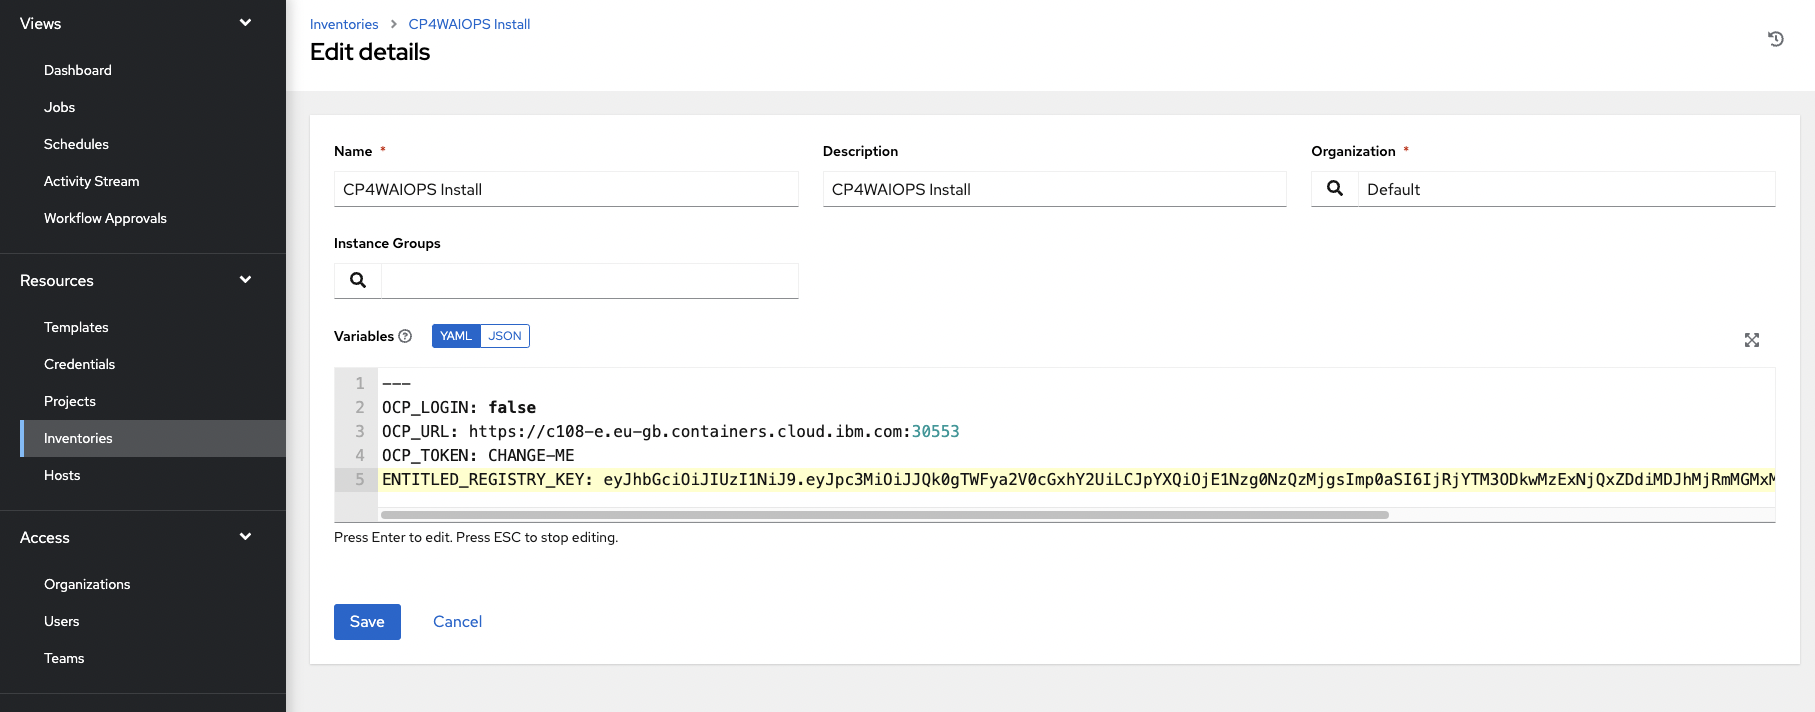 Views
Dashboard
Jobs
Schedules
Activity Stream
Workflow Approvals
Resources
Templates
Credentials
Projects
Inventories
Hosts
Access
Organizations
Users
Teams
Inventories > CP4WAIOPS Install
Edit details
Name *
CP4WAIOPS Install
Description
CP4WAIOPS Install
Organization *
Default
Instance Groups
Variables YAML JSON
1 ---
2 OCP_LOGIN: false
3 OCP_URL: https://c108-e.eu-gb.containers.cloud.ibm.com:30553
4 OCP_TOKEN: CHANGE-ME
5 ENTITLED_REGISTRY_KEY: eyJhbGciOiJIUzI1NiJ9.eyJpc3MiOiJJQk0gTWFya2V0cGxhY2UiLCJpYXQiOjE1Nzg0NzQzMjgsImp0aSI6IjRjYTM3ODkwMzExNjQxZDdiMDJhMjRmMGMxM
Press Enter to edit. Press ESC to stop editing.
Save Cancel